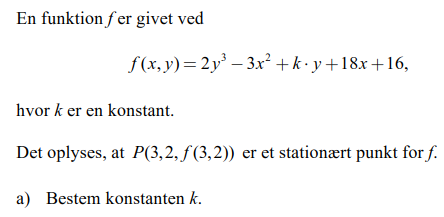 En funktion f er givet ved
f(x, y) = 2y³ – 3x² + k · y + 18x + 16,
hvor k er en konstant.
Det oplyses, at P(3,2, f(3,2)) er et stationært punkt for f.
a) Bestem konstanten k.